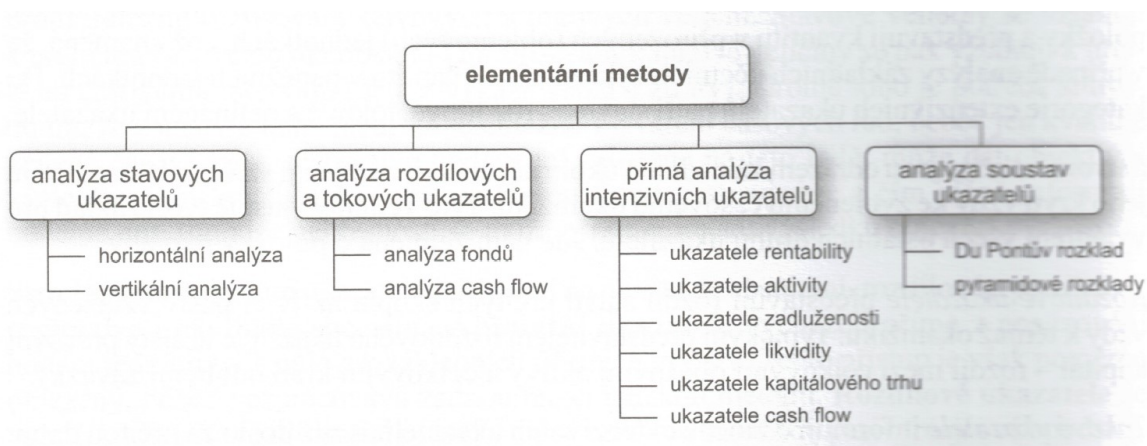 elementární metody
analýza stavových
ukazatelů
horizontální analýza
vertikální analýza
analýza rozdílových
a tokových ukazatelů
analýza fondů
analýza cash flow
přímá analýza
intenzivních ukazatelů
ukazatele rentability
ukazatele aktivity
ukazatele zadluženosti
ukazatele likvidity
ukazatele kapitálového trhu
ukazatele cash flow
analýza soustav
ukazatelů
Du Pontův rozklad
pyramidové rozklady